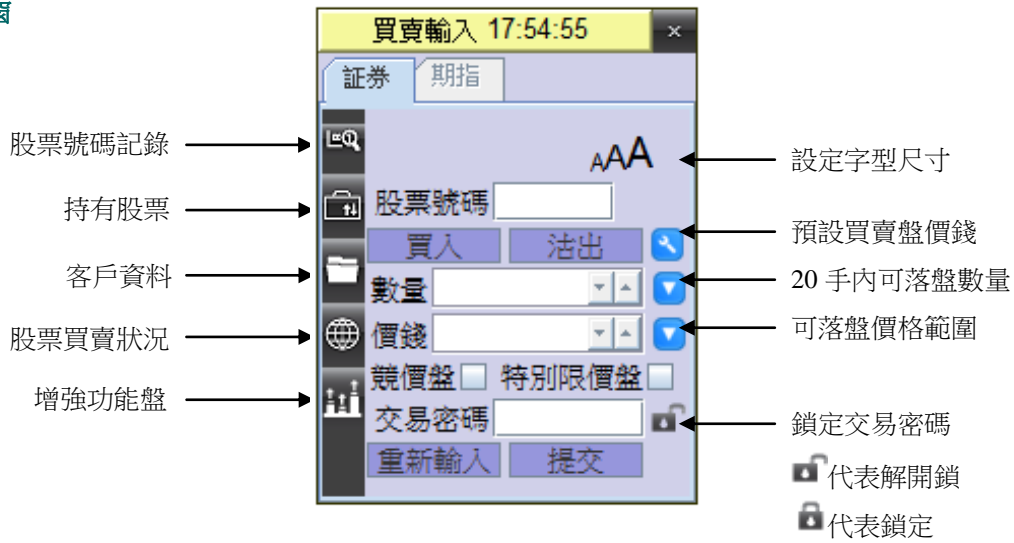 窗
買賣輸入 17:54:55
証券 期指
股票號碼記錄
AAA
設定字型尺寸
持有股票
股票號碼
預設買賣盤價錢
買入 沽出
客戶資料
數量
20 手內可落盤數量
股票買賣狀況
價錢
可落盤價格範圍
增強功能盤
競價盤 特別限價盤
交易密碼
鎖定交易密碼
重新輸入 提交
代表解開鎖
代表鎖定